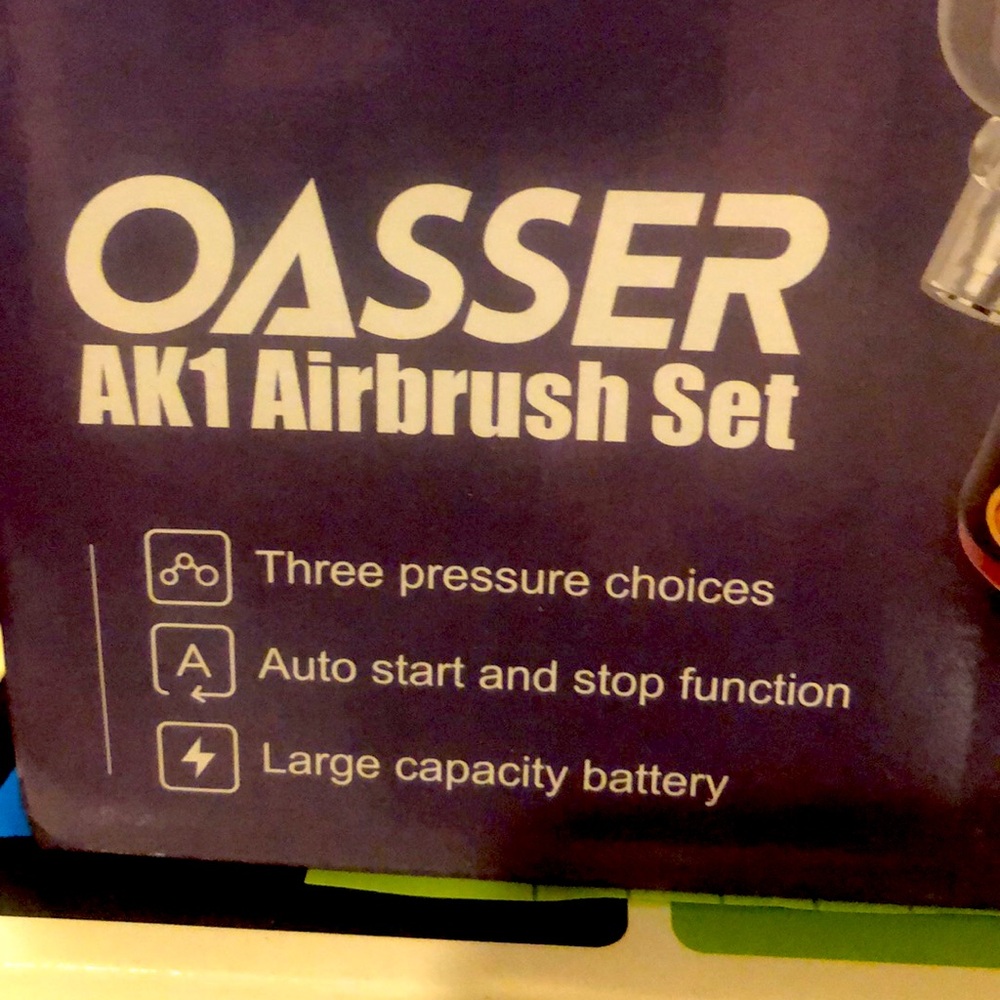 OASSER
AK1 Airbrush Set
Three pressure choices
A
Auto start and stop function
Large capacity battery